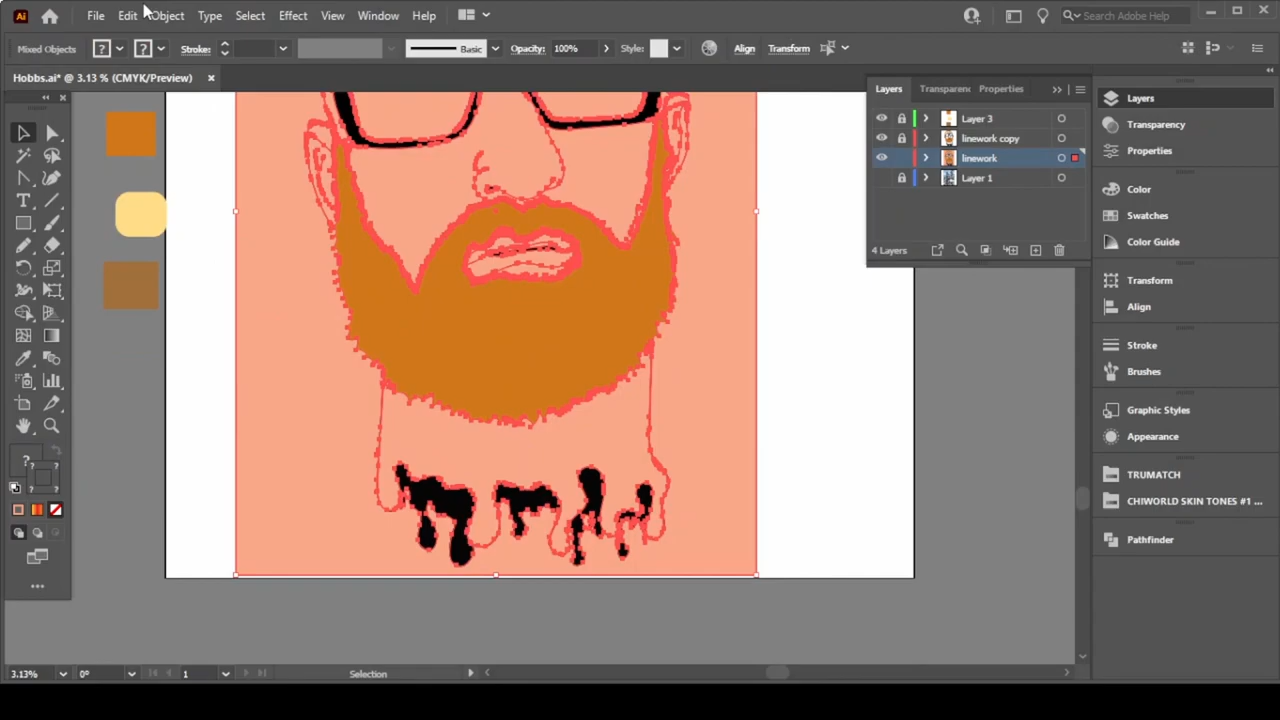 Ai File Edit Object Type Select Effect View Window Help Search Adobe Help
Mixed Objects ? ? Stroke: Basic Opacity: 100% Style: Align Transform
Hobbs.ai* @ 3.13 % (CMYK/Preview)
Layers Transparenc Properties
Layer 3
linework copy
linework
Layer 1
4 Layers
Layers
Transparency
Properties
Color
Swatches
Color Guide
Transform
Align
Stroke
Brushes
Graphic Styles
Appearance
TRUMATCH
CHIWORLD SKIN TONES #1 ...
Pathfinder
3.13% 0° 1 Selection